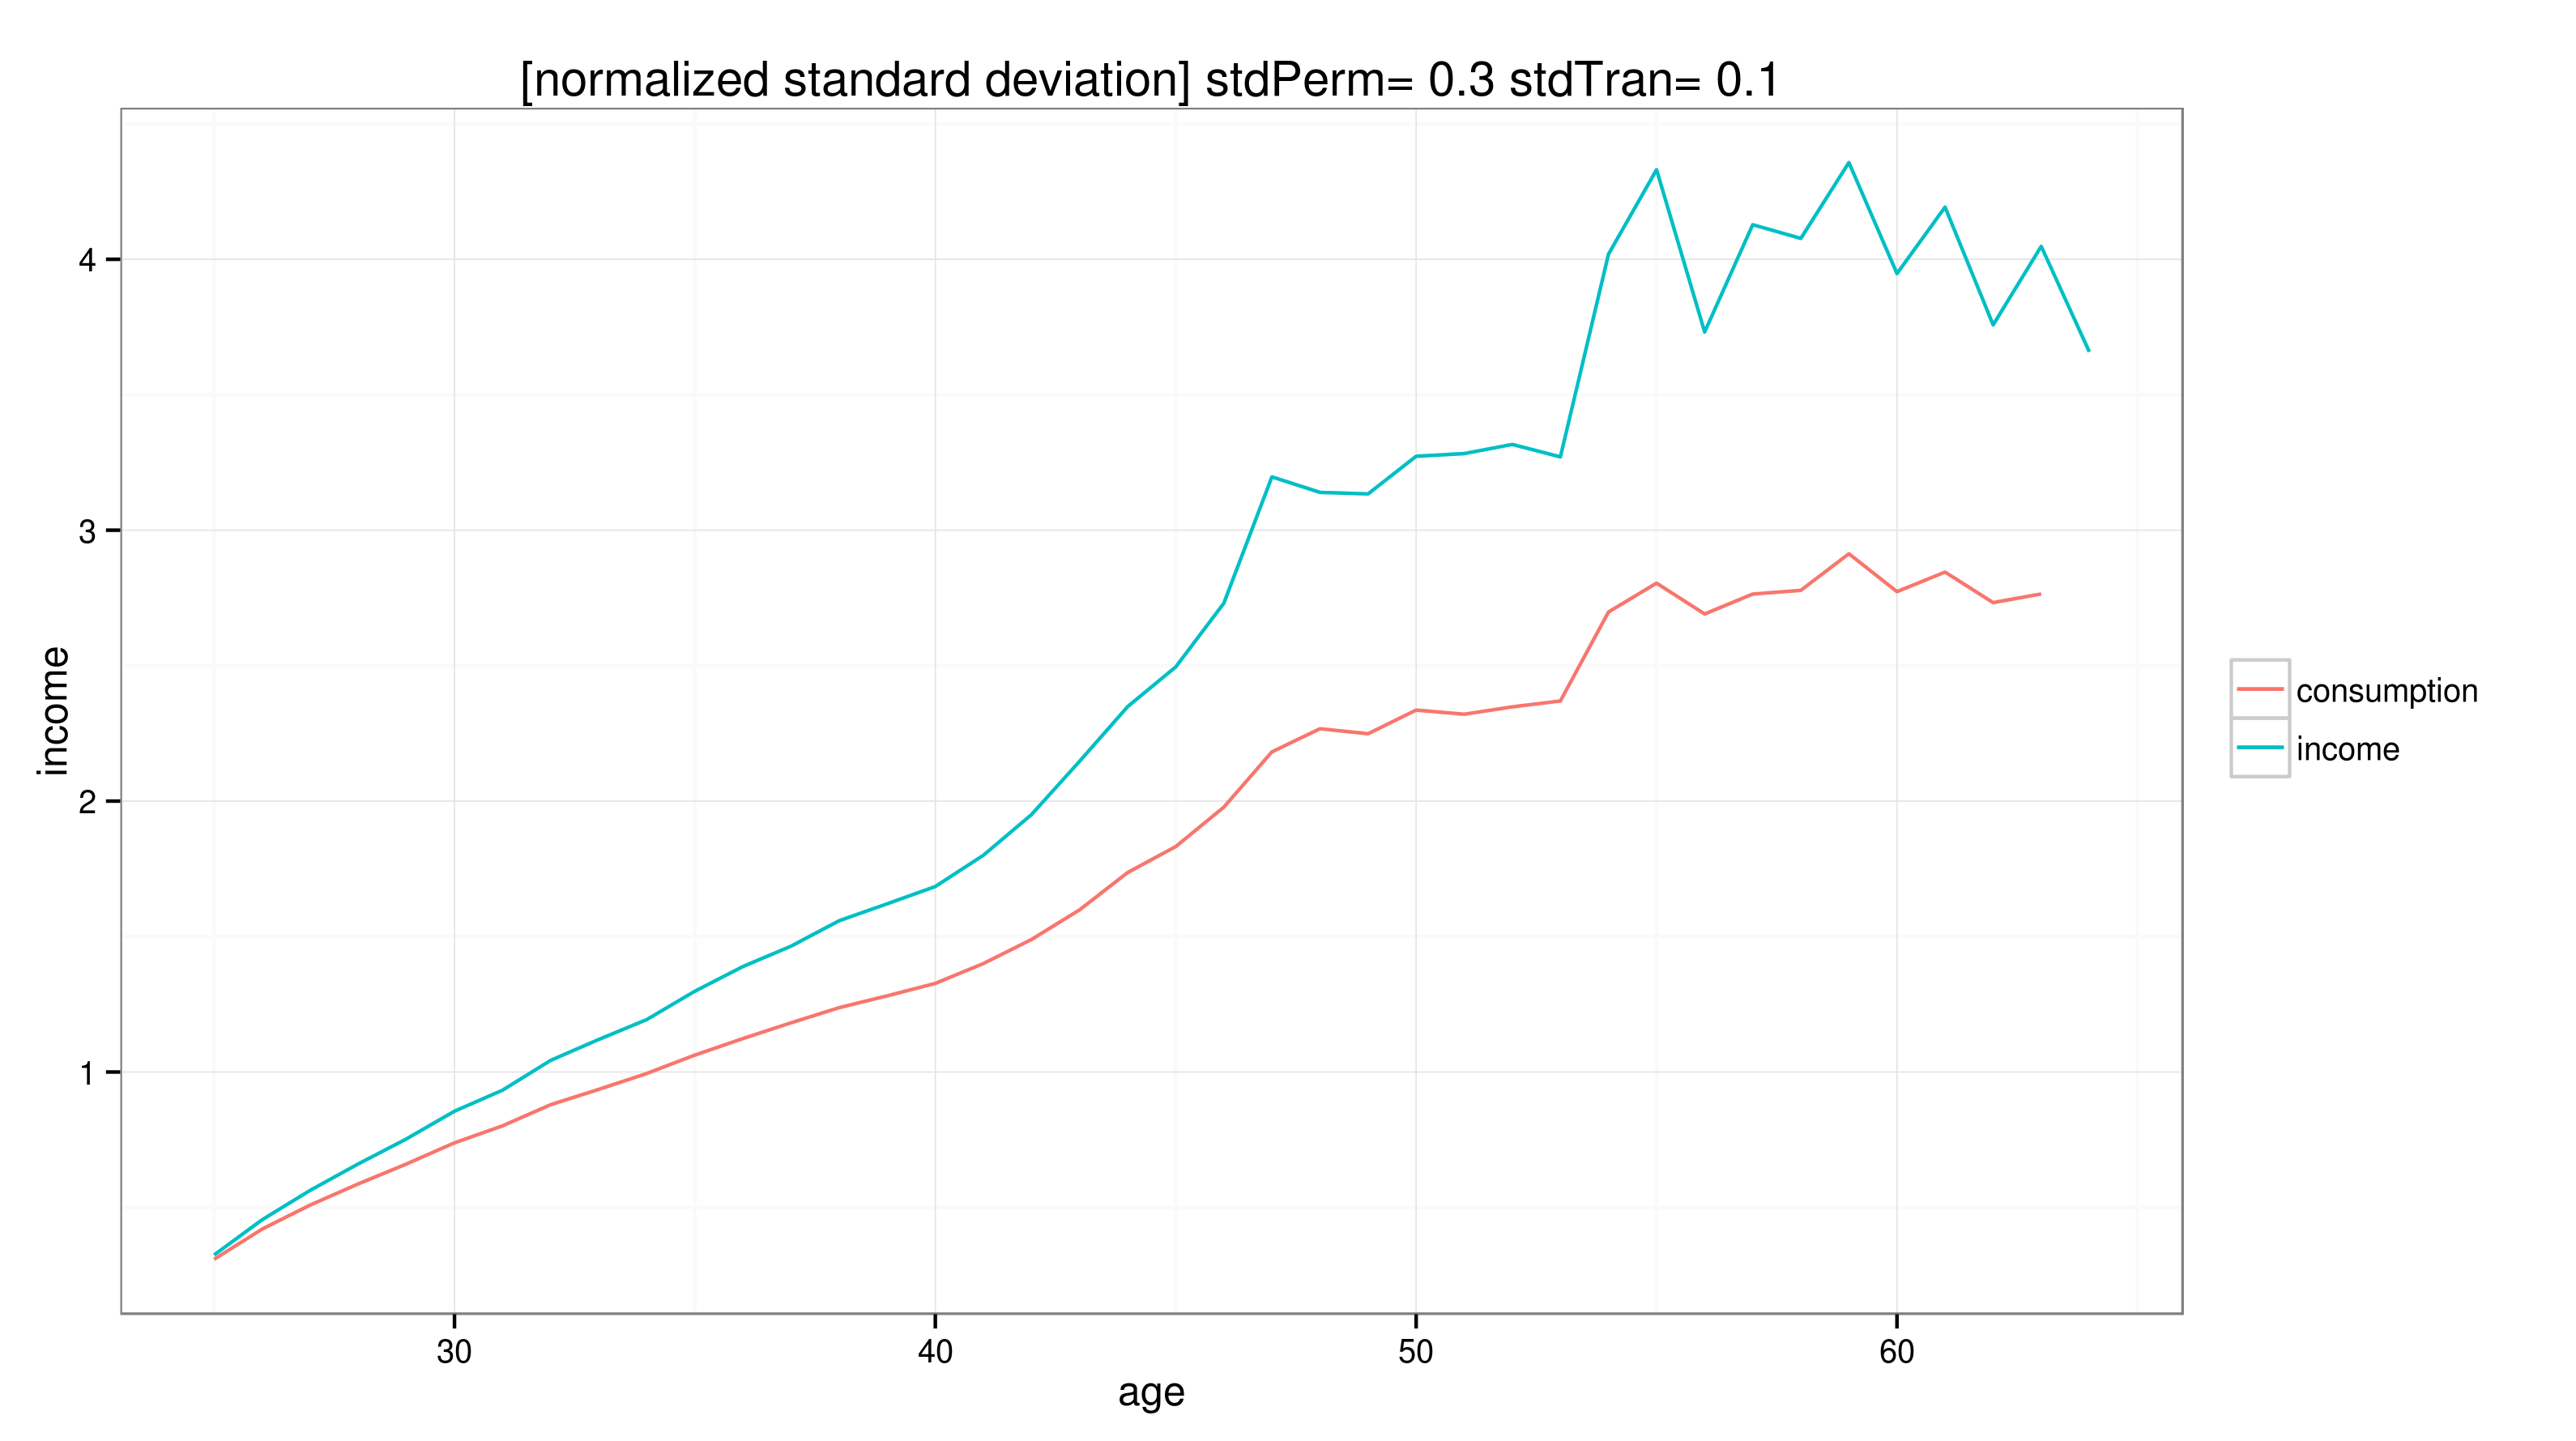 [normalized standard deviation] stdPerm= 0.3 stdTran= 0.1
income
4
3
2
1
30 40 50 60
age
consumption
income